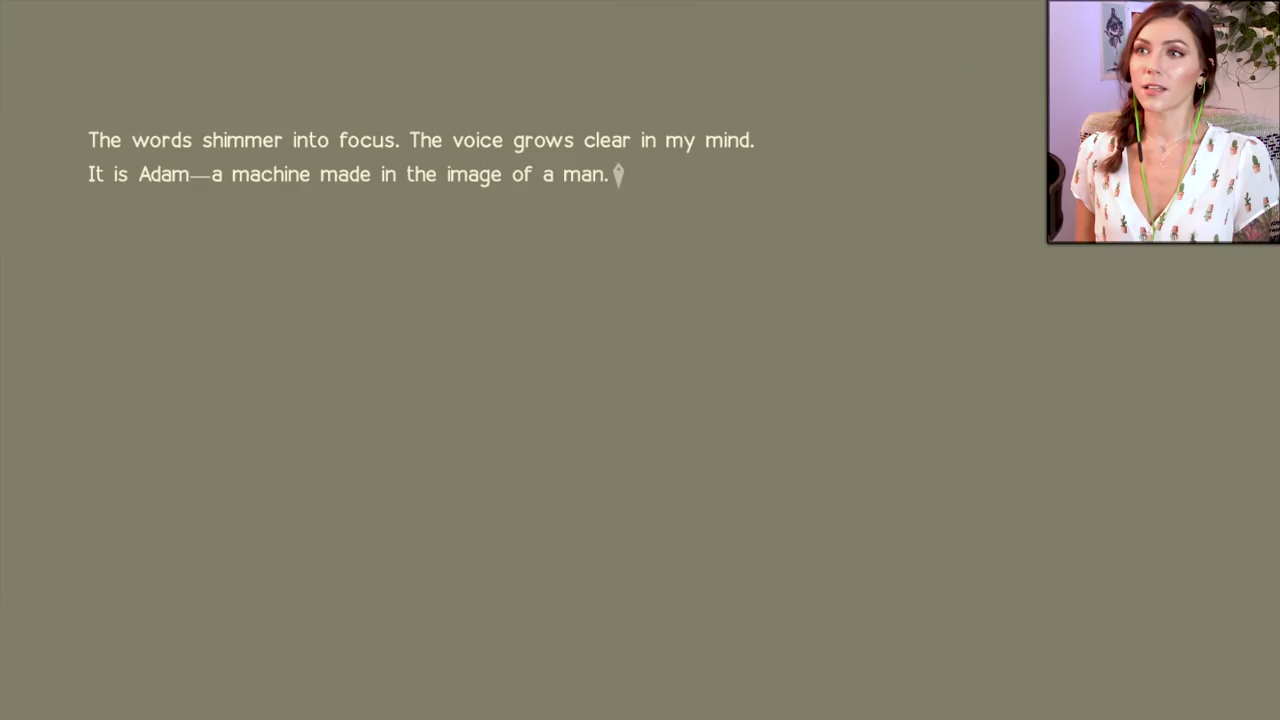 The words shimmer into focus. The voice grows clear in my mind.
It is Adam—a machine made in the image of a man.